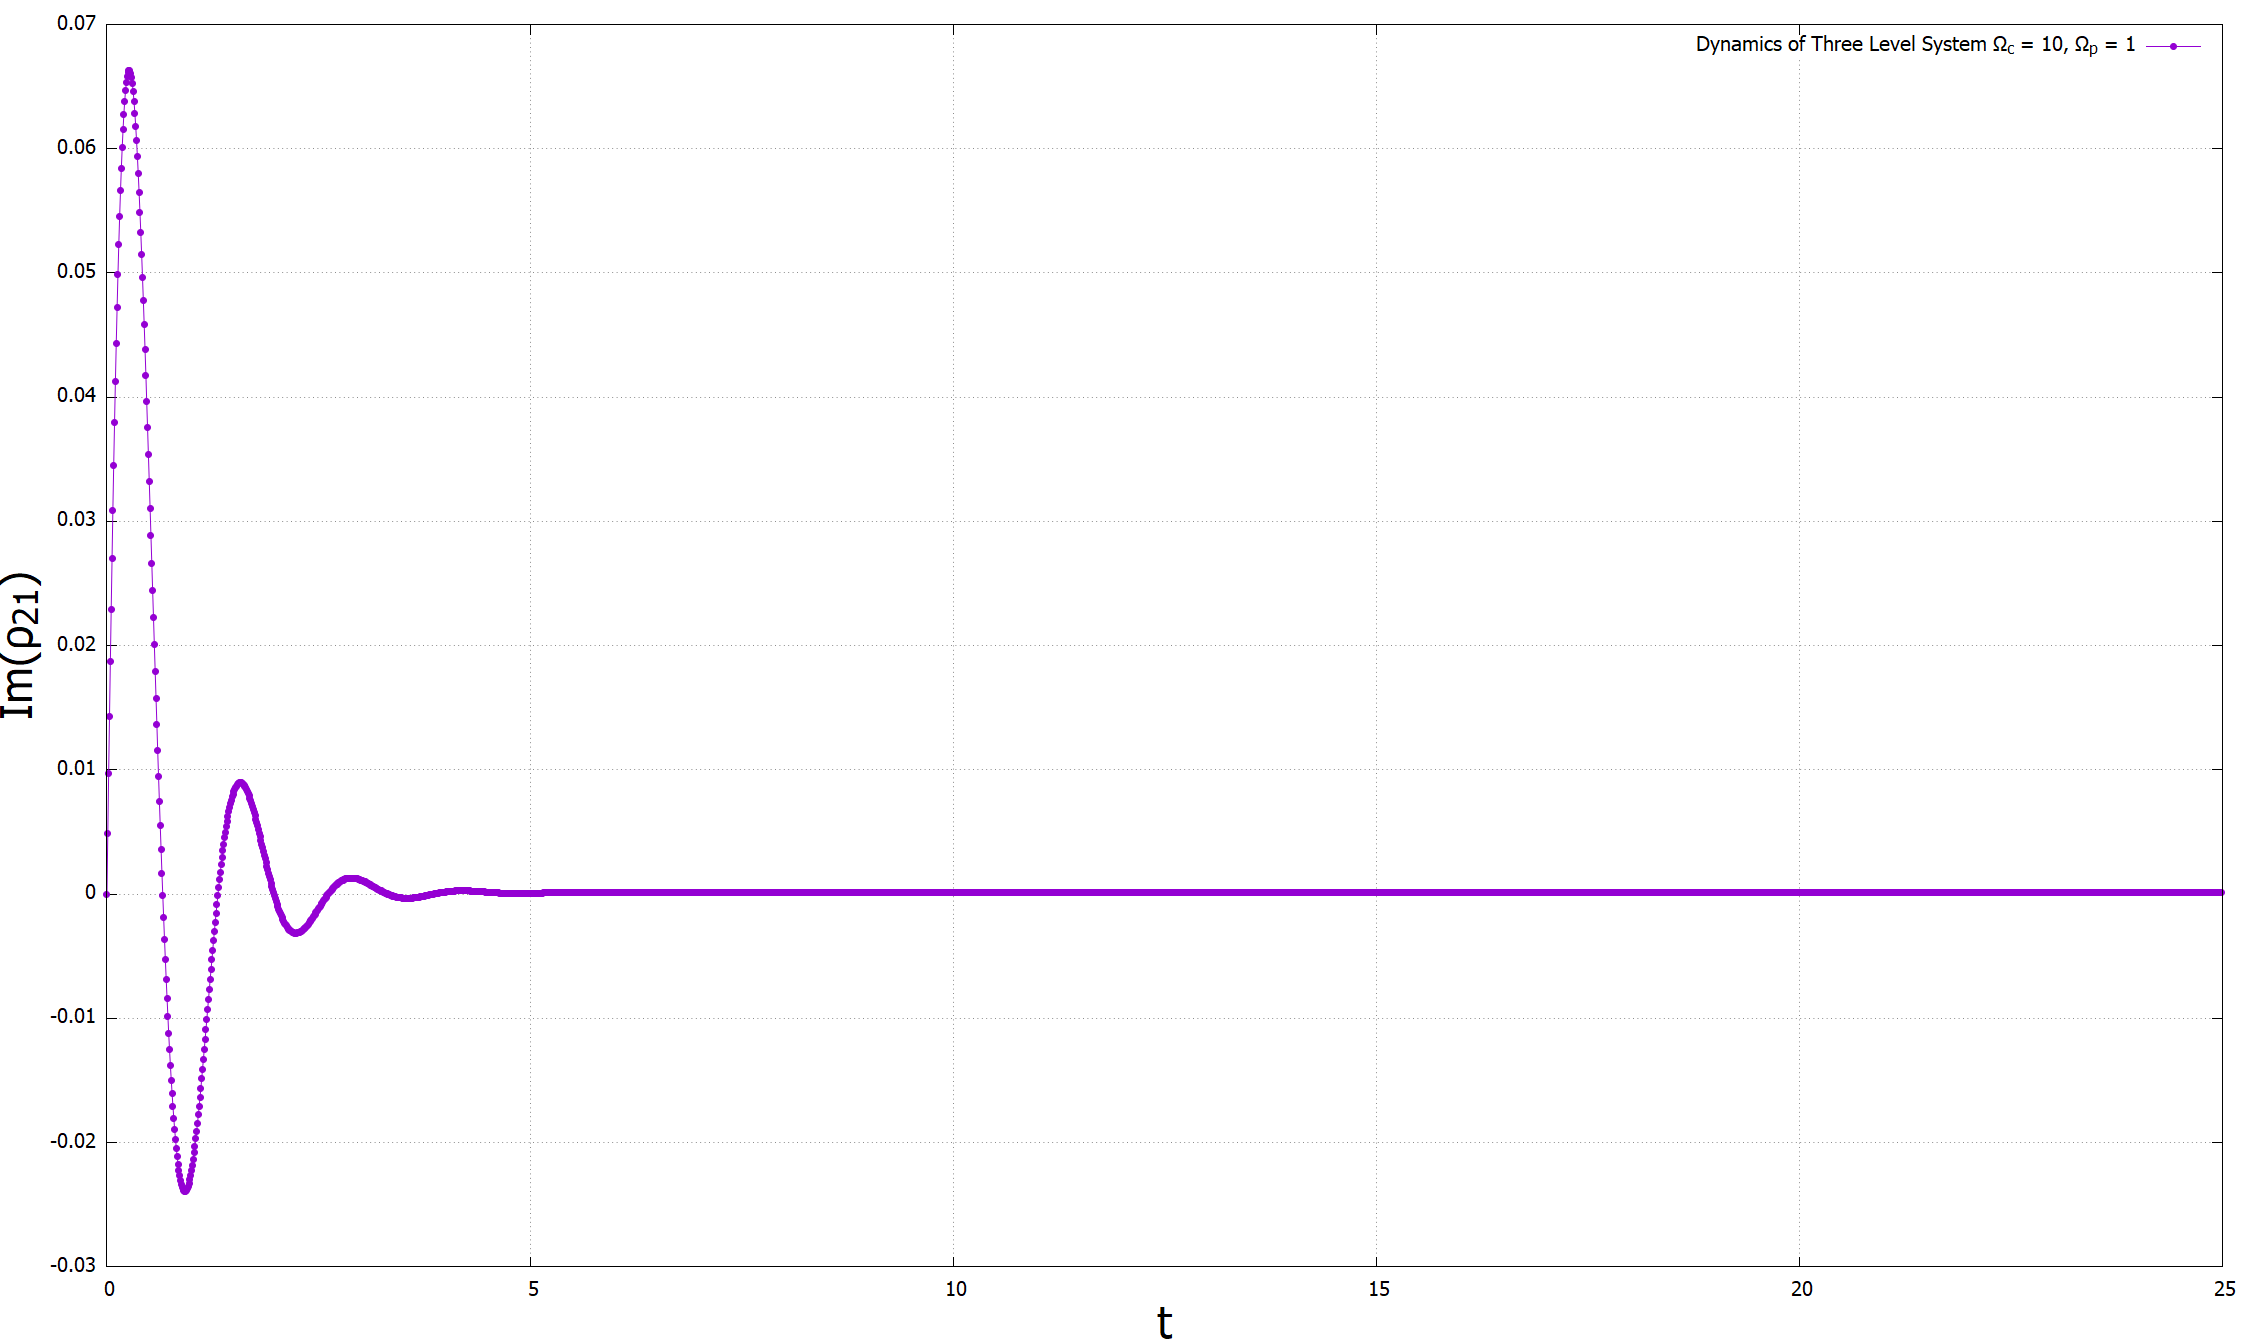 Dynamics of Three Level System Ωc = 10, Ωp = 1
0.07
0.06
0.05
0.04
0.03
0.02
0.01
0
-0.01
-0.02
-0.03
Im(ρ21)
0 5 10 15 20 25
t